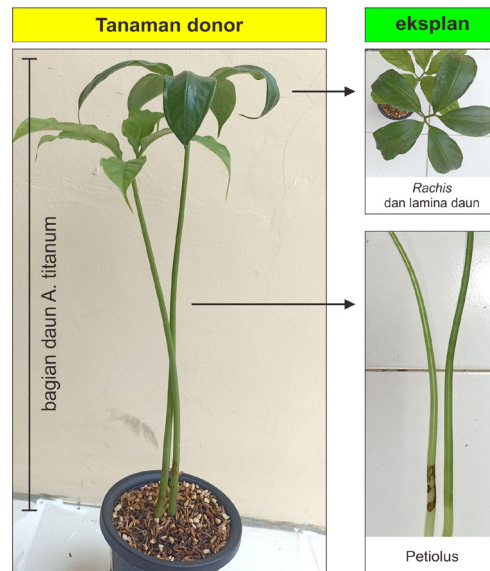 Tanaman donor
eksplan
bagian daun A. titanum
Rachis
dan lamina daun
Petiolus